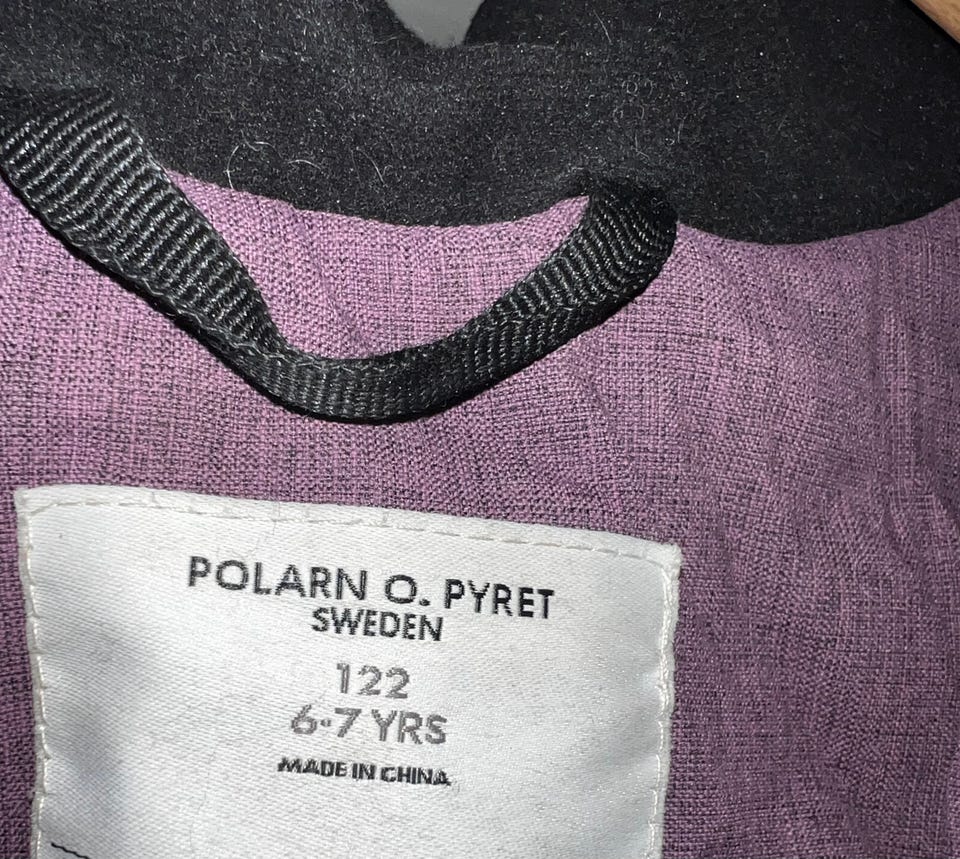 POLARN O. PYRET
SWEDEN
122
6-7 YRS
MADE IN CHINA